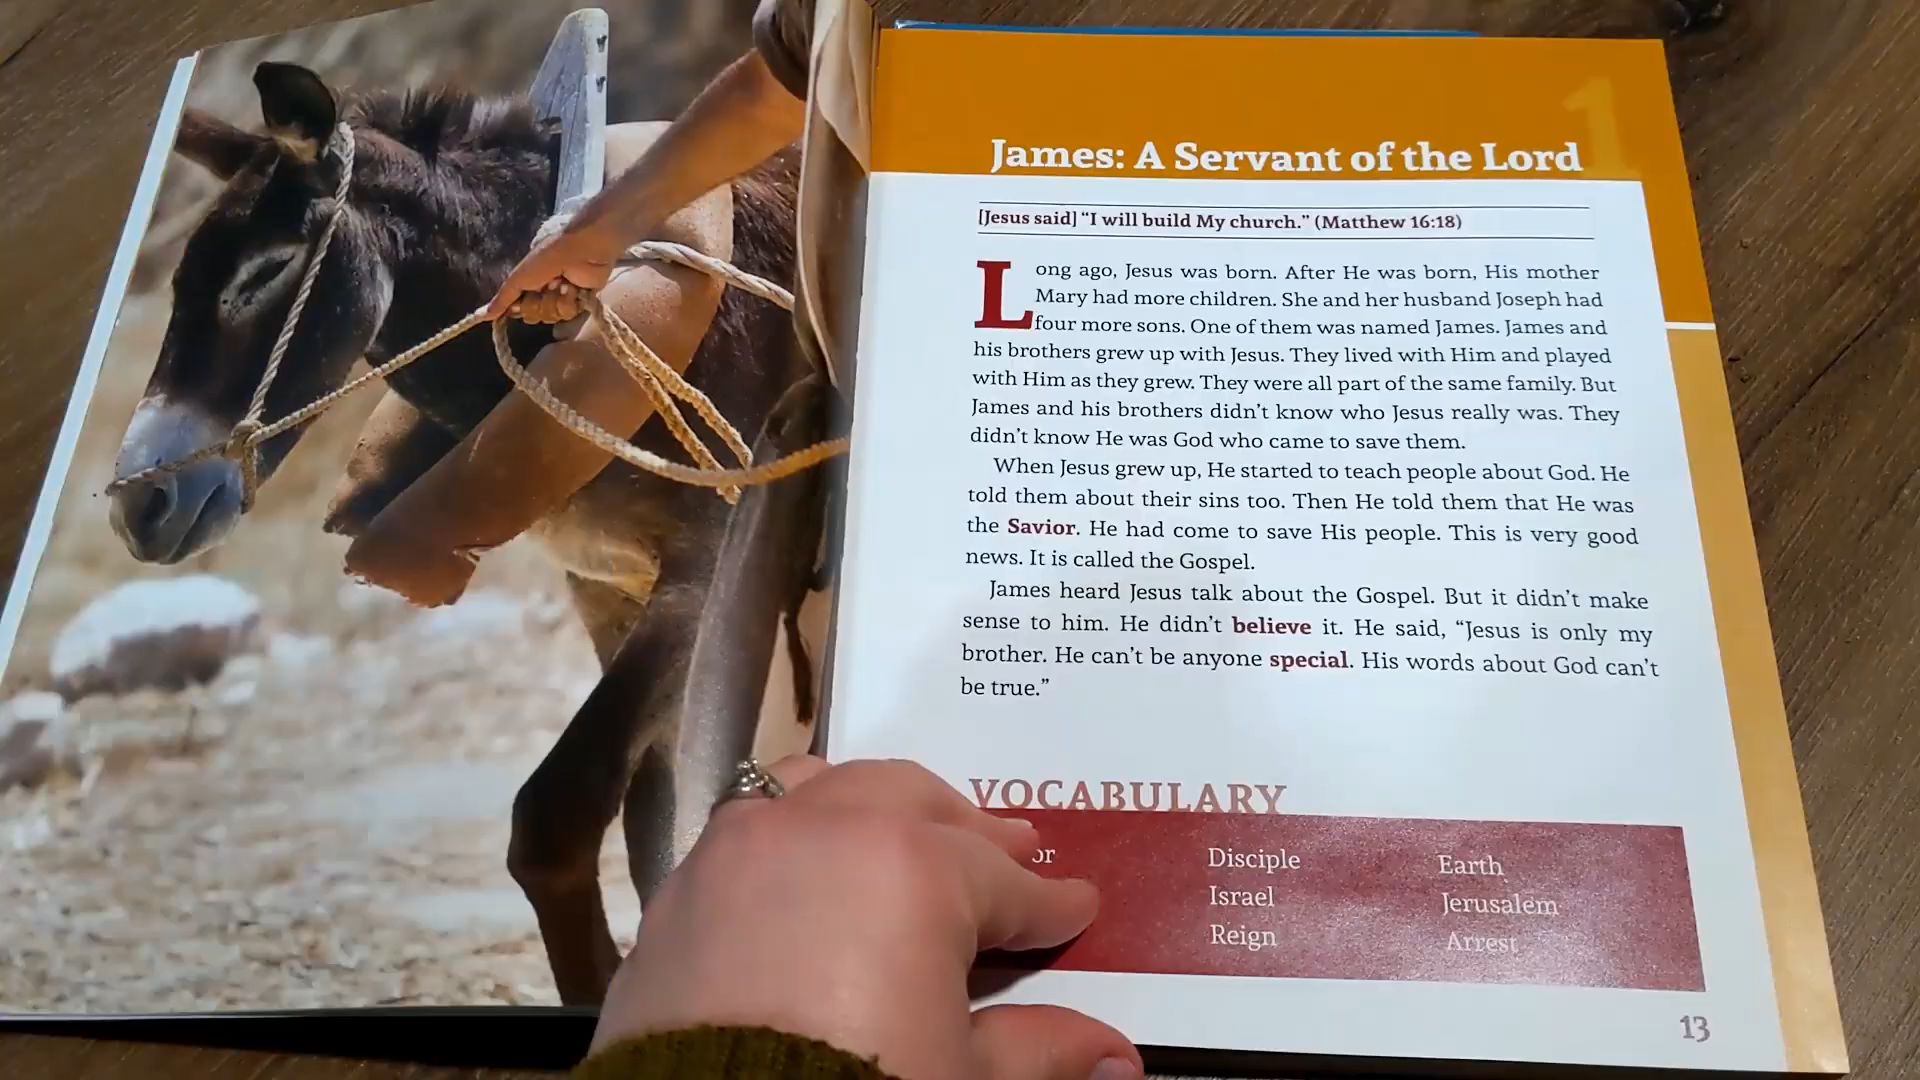 1
James: A Servant of the Lord
[Jesus said] “I will build My church.” (Matthew 16:18)
Long ago, Jesus was born. After He was born, His mother
Mary had more children. She and her husband Joseph had
four more sons. One of them was named James. James and
his brothers grew up with Jesus. They lived with Him and played
with Him as they grew. They were all part of the same family. But
James and his brothers didn’t know who Jesus really was. They
didn’t know He was God who came to save them.
When Jesus grew up, He started to teach people about God. He
told them about their sins too. Then He told them that He was
the Savior. He had come to save His people. This is very good
news. It is called the Gospel.
James heard Jesus talk about the Gospel. But it didn’t make
sense to him. He didn’t believe it. He said, “Jesus is only my
brother. He can’t be anyone special. His words about God can’t
be true.”
VOCABULARY
Disciple Earth
Israel Jerusalem
Reign Arrest
13